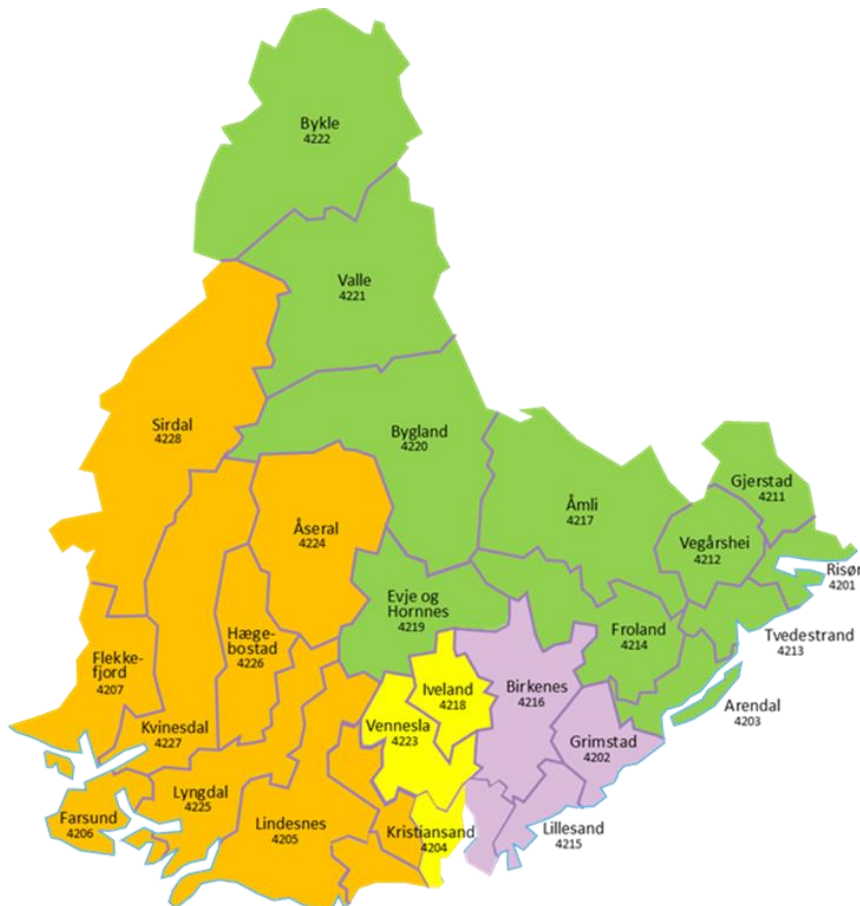 Bykle
4222
Valle
4221
Sirdal
4228
Bygland
4220
Gjerstad
4211
Åmli
4217
Åseral
4224
Vegårshei
4212
Risør
4201
Evje og
Hornnes
4219
Hæge-
bostad
4226
Froland
4214
Tvedestrand
4213
Flekke-
fjord
4207
Iveland
4218
Birkenes
4216
Arendal
4203
Kvinesdal
4227
Vennesla
4223
Grimstad
4202
Lyngdal
4225
Farsund
4206
Lindesnes
4205
Kristiansand
4204
Lillesand
4215